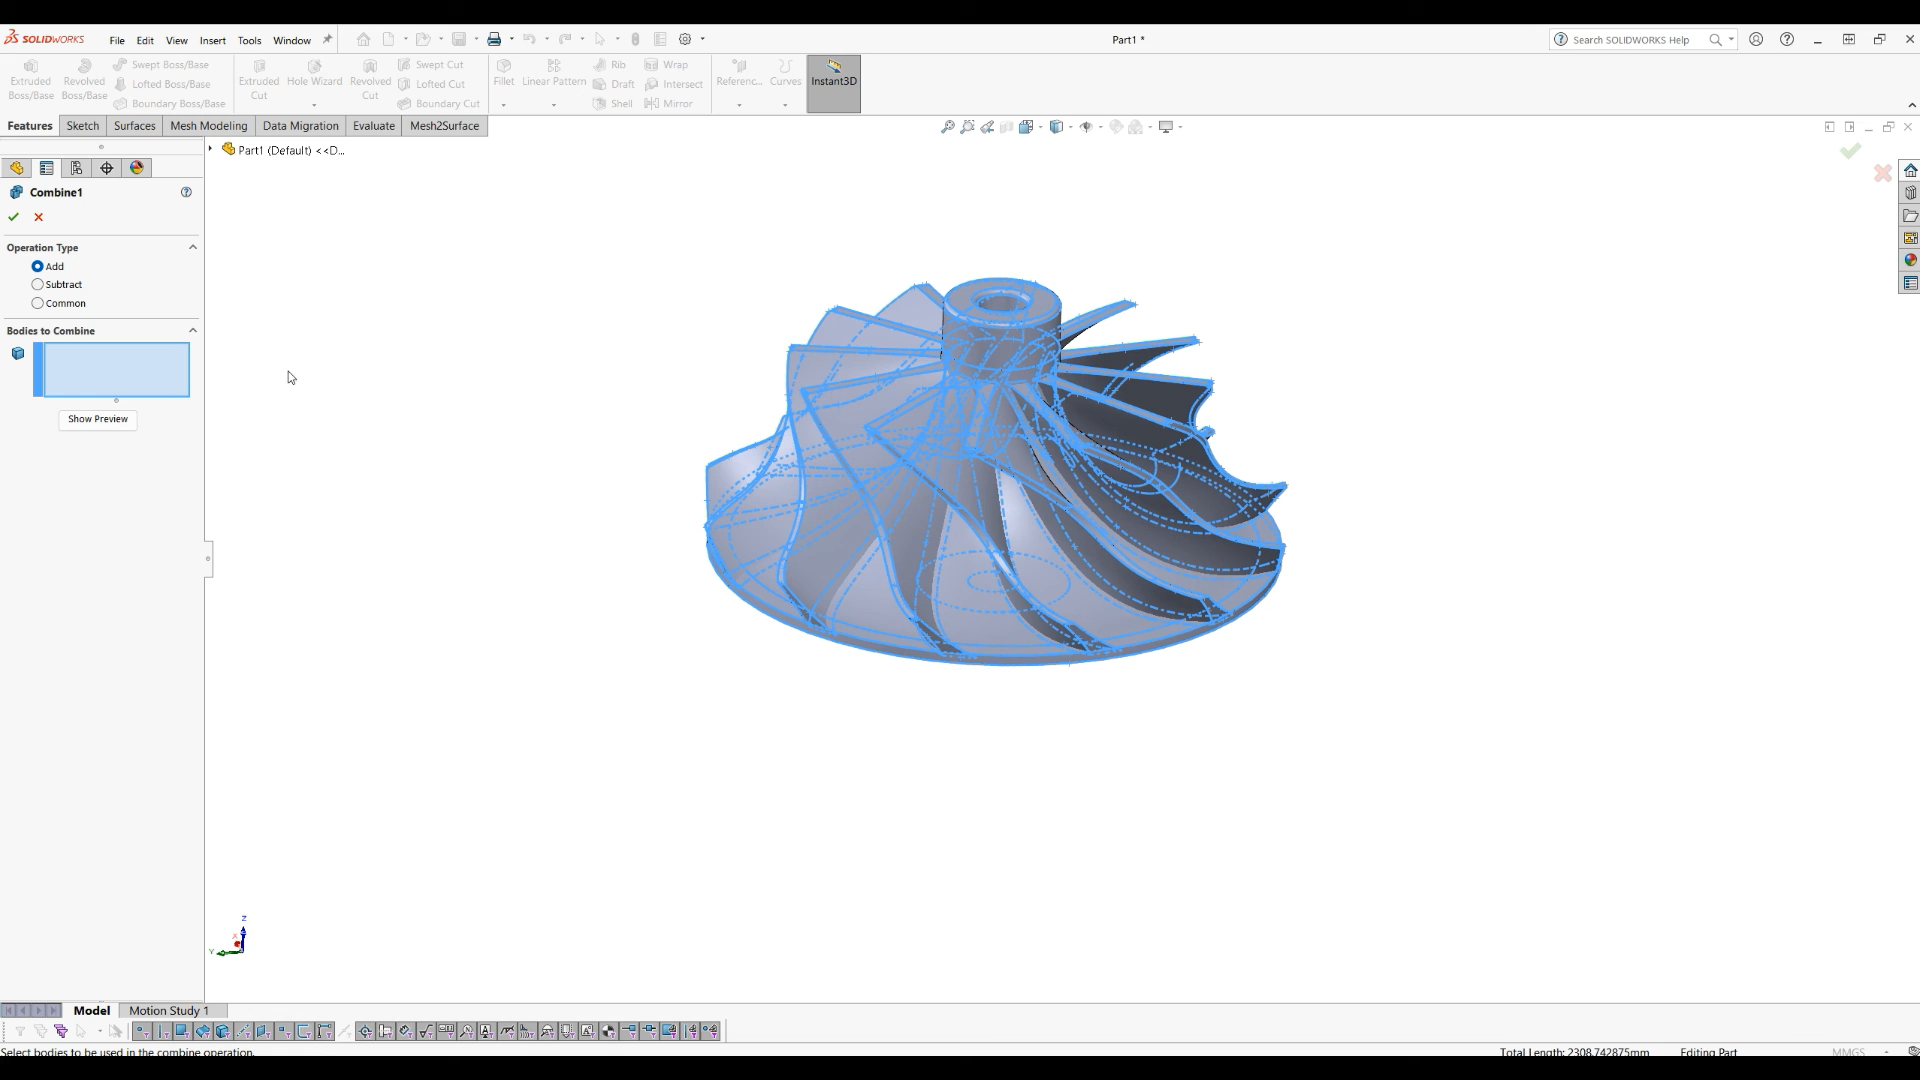 SOLIDWORKS File Edit View Insert Tools Window Part1 * Search SOLIDWORKS Help
Extruded Boss/Base
Revolved Boss/Base
Swept Boss/Base
Lofted Boss/Base
Boundary Boss/Base
Extruded Cut
Hole Wizard
Revolved Cut
Swept Cut
Lofted Cut
Boundary Cut
Fillet
Linear Pattern
Rib
Draft
Shell
Wrap
Intersect
Mirror
Referenc...
Curves
Instant3D
Features Sketch Surfaces Mesh Modeling Data Migration Evaluate Mesh2Surface
Part1 (Default) <<D...
Combine1
Operation Type
Add
Subtract
Common
Bodies to Combine
Show Preview
Z
X
Y
Model Motion Study 1
Select bodies to be used in the combine operation. Total Length: 2308.742875mm Editing Part MMGS